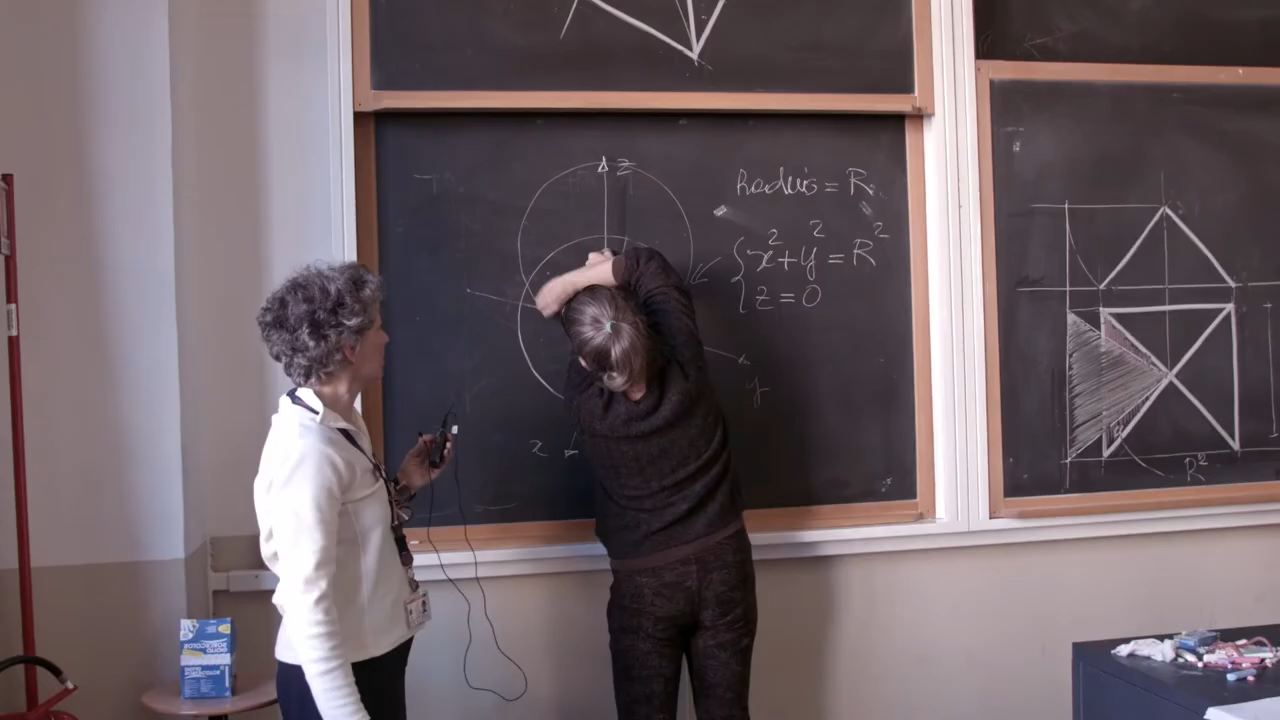 z
Radius = R
{ x² + y² = R²
{ z = 0
y
x
R²